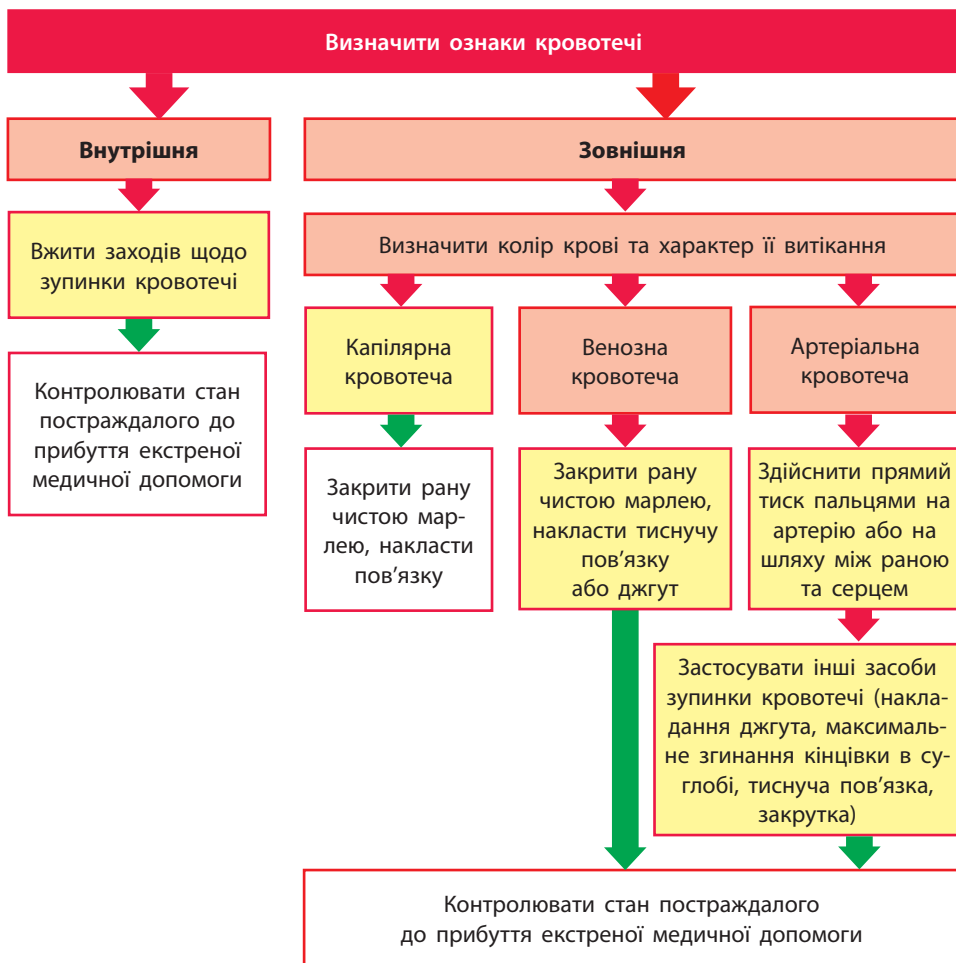 Визначити ознаки кровотечі
Внутрішня
Вжити заходів щодо
зупинки кровотечі
Контролювати стан
постраждалого до
прибуття екстреної
медичної допомоги
Зовнішня
Визначити колір крові та характер її витікання
Капілярна
кровотеча
Закрити рану
чистою мар-
лею, накласти
пов’язку
Венозна
кровотеча
Закрити рану
чистою марлею,
накласти тиснучу
пов’язку
або джгут
Артеріальна
кровотеча
Здійснити прямий
тиск пальцями на
артерію або на
шляху між раною
та серцем
Застосувати інші засоби
зупинки кровотечі (накла-
дання джгута, максималь-
не згинання кінцівки в су-
глобі, тиснуча пов’язка,
закрутка)
Контролювати стан постраждалого
до прибуття екстреної медичної допомоги